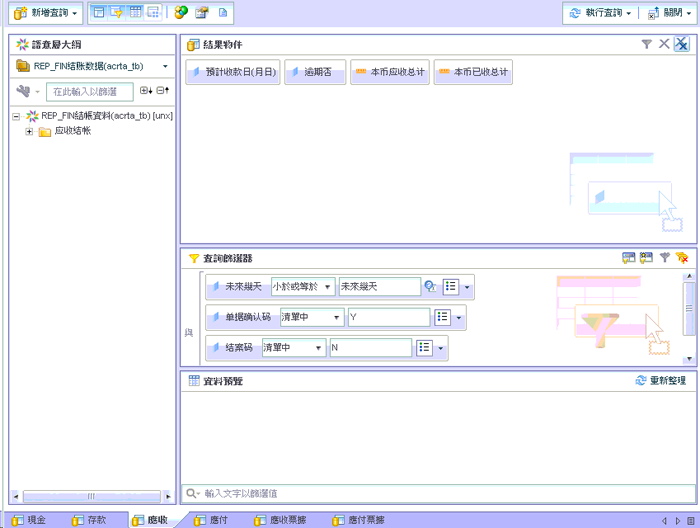 新增查詢
執行查詢
關閉
語意層大綱
REP_FIN结账数据(acrta_tb)
在此輸入以篩選
REP_FIN结帳資料(acrta_tb) [unx]
应收结帐
結果物件
預計收款日(月日)
逾期否
本币应收总计
本币已收总计
查詢篩選器
與
未來幾天 小於或等於 未來幾天
单据确认码 清單中 Y
结案码 清單中 N
資料預覽
重新整理
輸入文字以篩選值
現金 存款 應收 应付 應收票據 應付票據